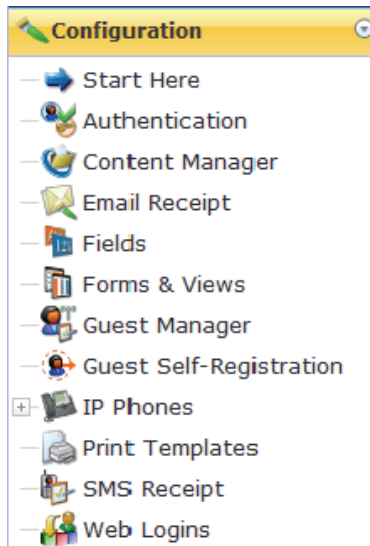 Configuration
Start Here
Authentication
Content Manager
Email Receipt
Fields
Forms & Views
Guest Manager
Guest Self-Registration
IP Phones
Print Templates
SMS Receipt
Web Logins